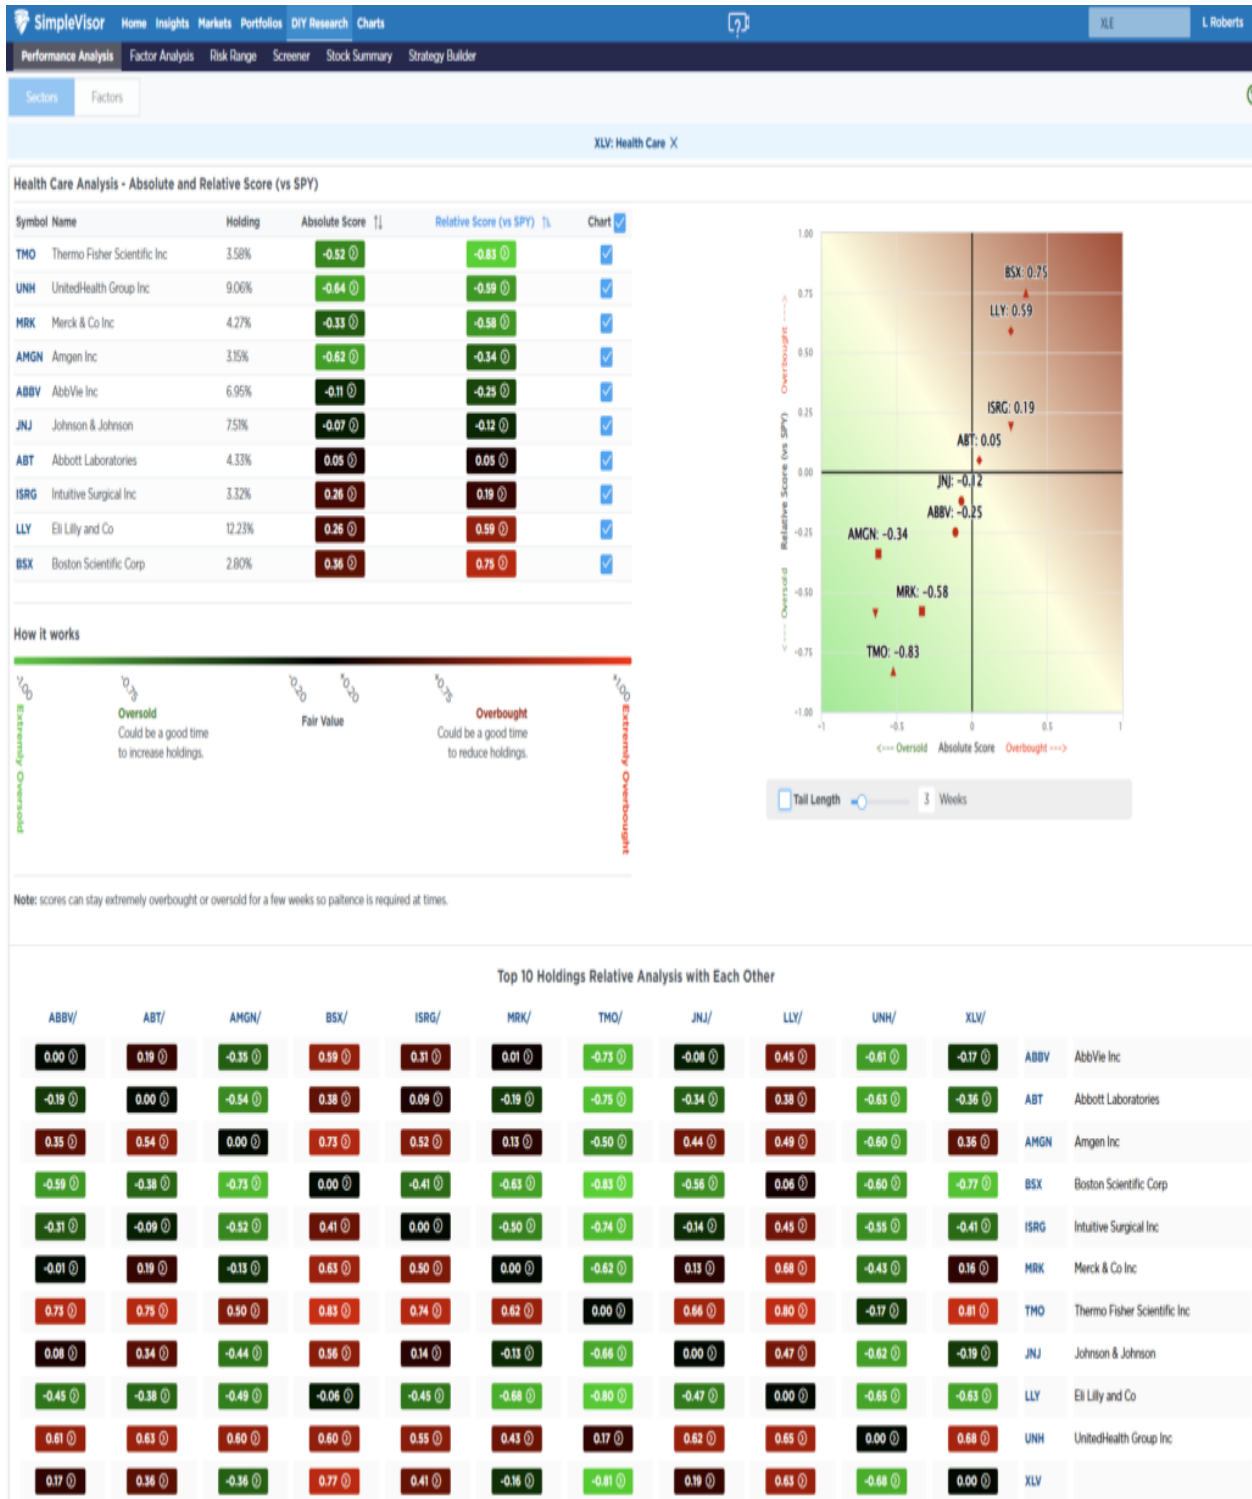 SimpleVisor Home Insights Markets Portfolios DIY Research Charts ? XLE L Roberts
Performance Analysis Factor Analysis Risk Range Screener Stock Summary Strategy Builder
Sectors Factors
XLV: Health Care X
Health Care Analysis - Absolute and Relative Score (vs SPY)
Symbol Name Holding Absolute Score Relative Score (vs SPY) Chart
TMO Thermo Fisher Scientific Inc 3.58% -0.52 -0.83
UNH UnitedHealth Group Inc 9.06% -0.64 -0.59
MRK Merck & Co Inc 4.27% -0.33 -0.58
AMGN Amgen Inc 3.15% -0.62 -0.34
ABBV AbbVie Inc 6.95% -0.11 -0.25
JNJ Johnson & Johnson 7.51% -0.07 -0.12
ABT Abbott Laboratories 4.33% 0.05 0.05
ISRG Intuitive Surgical Inc 3.32% 0.26 0.19
LLY Eli Lilly and Co 12.23% 0.26 0.59
BSX Boston Scientific Corp 2.80% 0.36 0.75
How it works
-1.00 -0.75 -0.20 +0.20 +0.75 +1.00
Extremly Oversold
Oversold
Could be a good time
to increase holdings.
Fair Value
Overbought
Could be a good time
to reduce holdings.
Extremly Overbought
Note: scores can stay extremely overbought or oversold for a few weeks so paitence is required at times.
<--- Oversold Relative Score (vs SPY) Overbought --->
1.00
0.75
0.50
0.25
0.00
-0.25
-0.50
-0.75
-1.00
BSX: 0.75
LLY: 0.59
ISRG: 0.19
ABT: 0.05
JNJ: -0.12
ABBV: -0.25
AMGN: -0.34
MRK: -0.58
TMO: -0.83
-1 -0.5 0 0.5 1
<--- Oversold Absolute Score Overbought --->
Tail Length 3 Weeks
Top 10 Holdings Relative Analysis with Each Other
ABBV/ ABT/ AMGN/ BSX/ ISRG/ MRK/ TMO/ JNJ/ LLY/ UNH/ XLV/
0.00 0.19 -0.35 0.59 0.31 0.01 -0.73 -0.08 0.45 -0.61 -0.17 ABBV AbbVie Inc
-0.19 0.00 -0.54 0.38 0.09 -0.19 -0.75 -0.34 0.38 -0.63 -0.36 ABT Abbott Laboratories
0.35 0.54 0.00 0.73 0.52 0.13 -0.50 0.44 0.49 -0.60 0.36 AMGN Amgen Inc
-0.59 -0.38 -0.73 0.00 -0.41 -0.63 -0.83 -0.56 0.06 -0.60 -0.77 BSX Boston Scientific Corp
-0.31 -0.09 -0.52 0.41 0.00 -0.50 -0.74 -0.14 0.45 -0.55 -0.41 ISRG Intuitive Surgical Inc
-0.01 0.19 -0.13 0.63 0.50 0.00 -0.62 0.13 0.68 -0.43 0.16 MRK Merck & Co Inc
0.73 0.75 0.50 0.83 0.74 0.62 0.00 0.66 0.80 -0.17 0.81 TMO Thermo Fisher Scientific Inc
0.08 0.34 -0.44 0.56 0.14 -0.13 -0.66 0.00 0.47 -0.62 -0.19 JNJ Johnson & Johnson
-0.45 -0.38 -0.49 -0.06 -0.45 -0.68 -0.80 -0.47 0.00 -0.65 -0.63 LLY Eli Lilly and Co
0.61 0.63 0.60 0.60 0.55 0.43 0.17 0.62 0.65 0.00 0.68 UNH UnitedHealth Group Inc
0.17 0.36 -0.36 0.77 0.41 -0.16 -0.81 0.19 0.63 -0.68 0.00 XLV